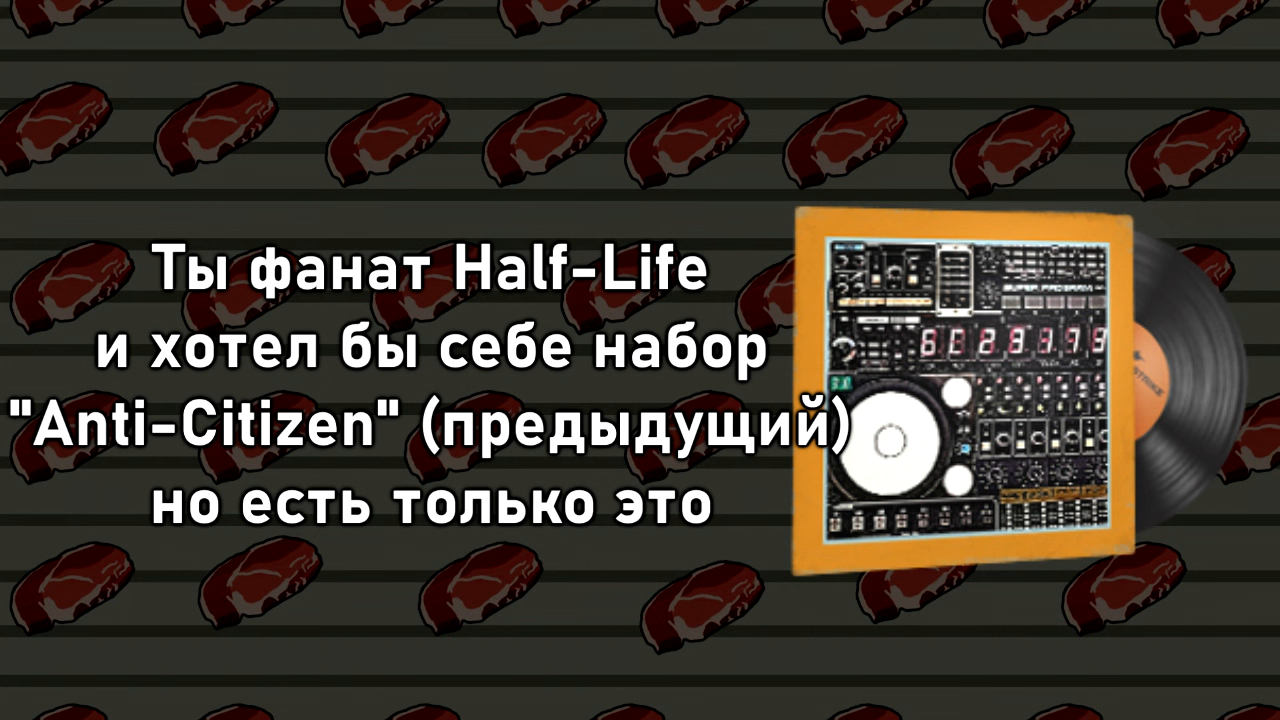 Ты фанат Half-Life
и хотел бы себе набор
"Anti-Citizen" (предыдущий)
но есть только это